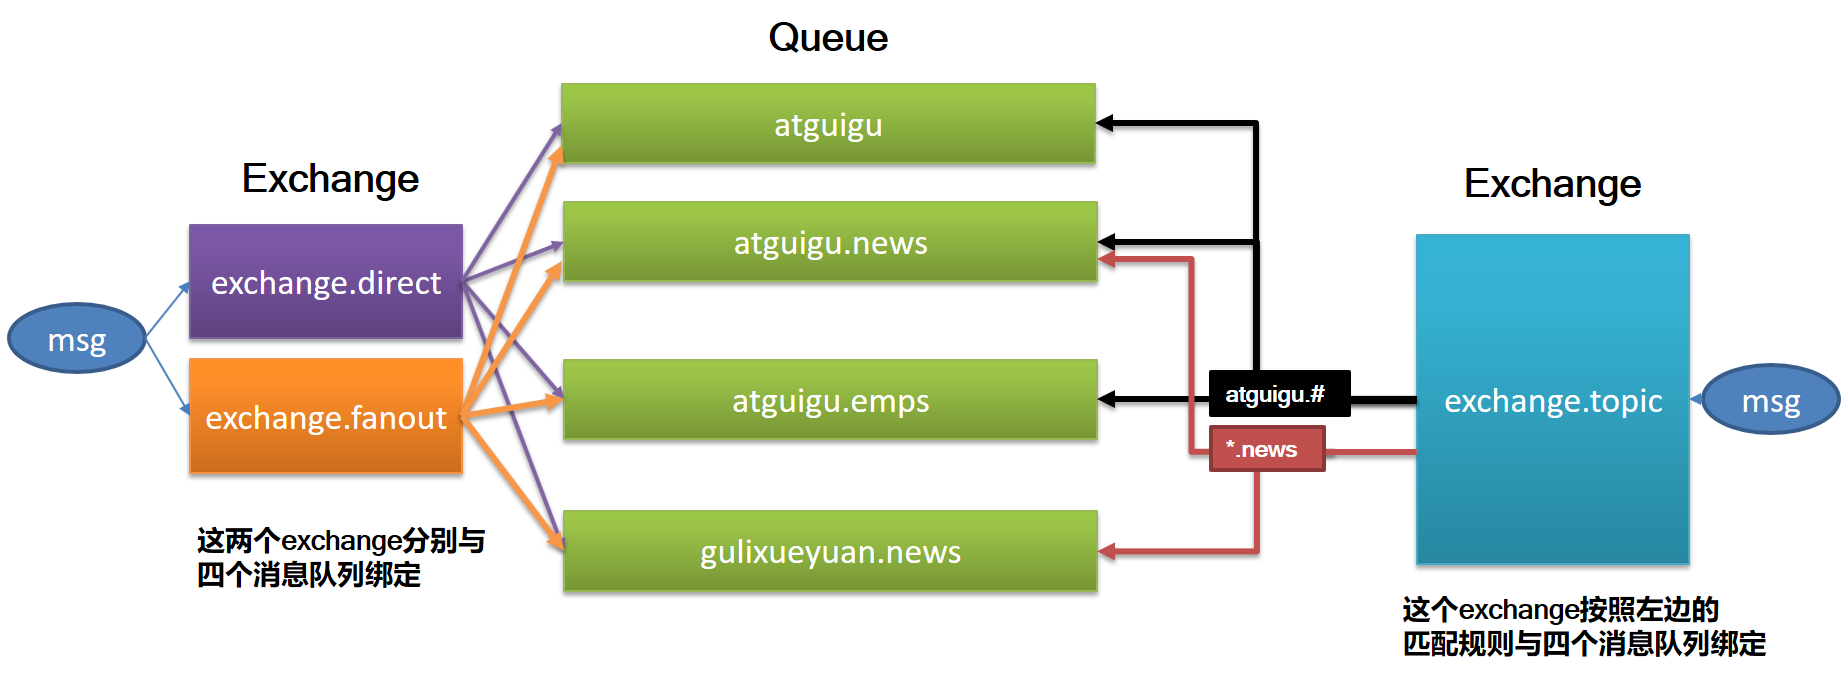 Queue
Exchange
Exchange
atguigu
atguigu.news
atguigu.emps
gulixueyuan.news
msg
exchange.direct
exchange.fanout
这两个exchange分别与
四个消息队列绑定
atguigu.#
*.news
exchange.topic
msg
这个exchange按照左边的
匹配规则与四个消息队列绑定